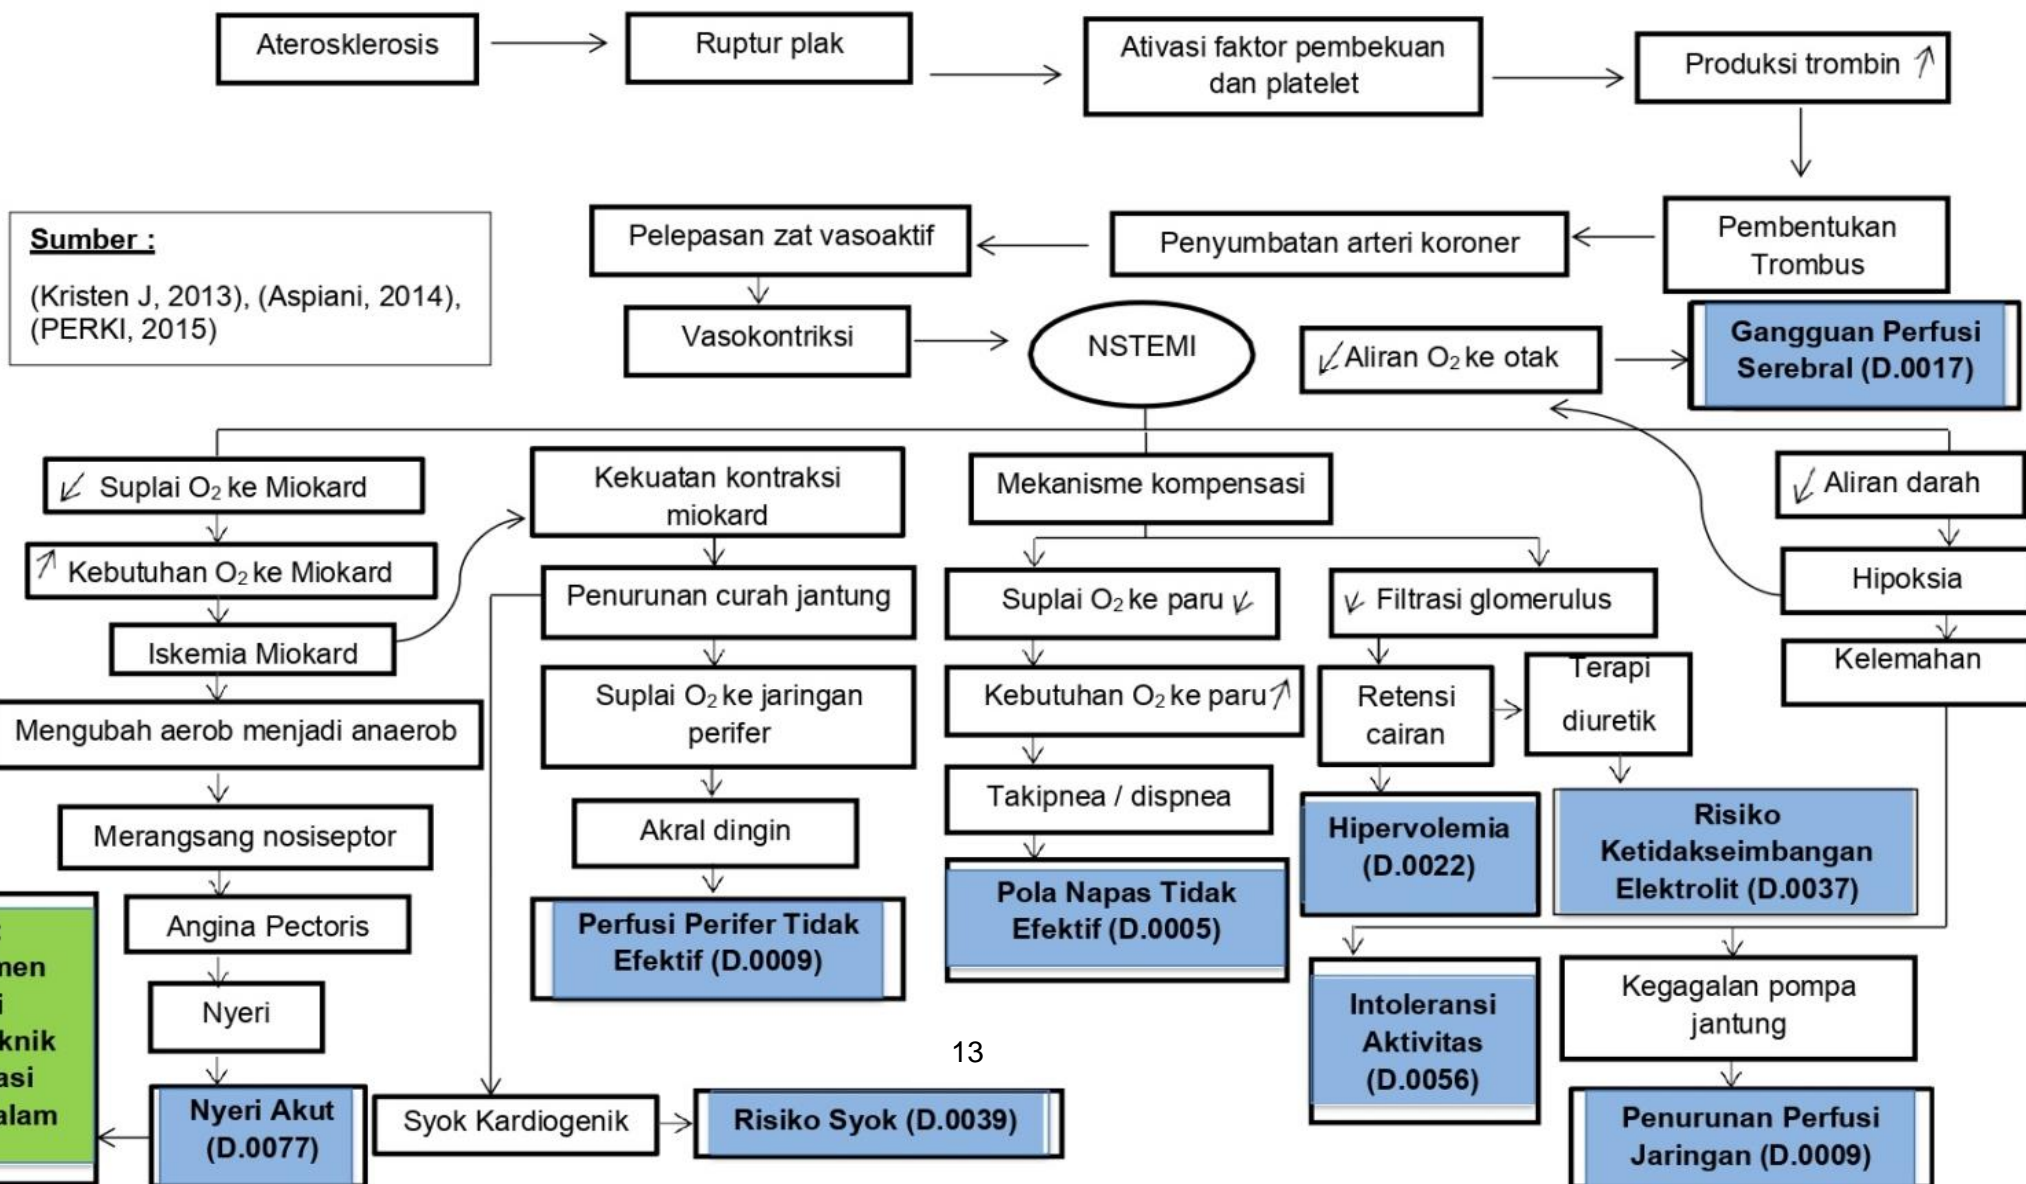 Aterosklerosis
Ruptur plak
Ativasi faktor pembekuan
dan platelet
Produksi trombin
Sumber :
(Kristen J, 2013), (Aspiani, 2014),
(PERKI, 2015)
Pelepasan zat vasoaktif
Penyumbatan arteri koroner
Pembentukan
Trombus
Vasokontriksi
NSTEMI
Aliran O₂ ke otak
Gangguan Perfusi
Serebral (D.0017)
Suplai O₂ ke Miokard
Kebutuhan O₂ ke Miokard
Iskemia Miokard
Mengubah aerob menjadi anaerob
Merangsang nosiseptor
Angina Pectoris
Nyeri
Nyeri Akut
(D.0077)
alam
Kekuatan kontraksi
miokard
Penurunan curah jantung
Suplai O₂ ke jaringan
perifer
Akral dingin
Perfusi Perifer Tidak
Efektif (D.0009)
Syok Kardiogenik
Risiko Syok (D.0039)
Mekanisme kompensasi
Suplai O₂ ke paru
Kebutuhan O₂ ke paru
Takipnea / dispnea
Pola Napas Tidak
Efektif (D.0005)
Filtrasi glomerulus
Retensi
cairan
Terapi
diuretik
Hipervolemia
(D.0022)
Risiko
Ketidakseimbangan
Elektrolit (D.0037)
Aliran darah
Hipoksia
Kelemahan
Intoleransi
Aktivitas
(D.0056)
Kegagalan pompa
jantung
Penurunan Perfusi
Jaringan (D.0009)
13